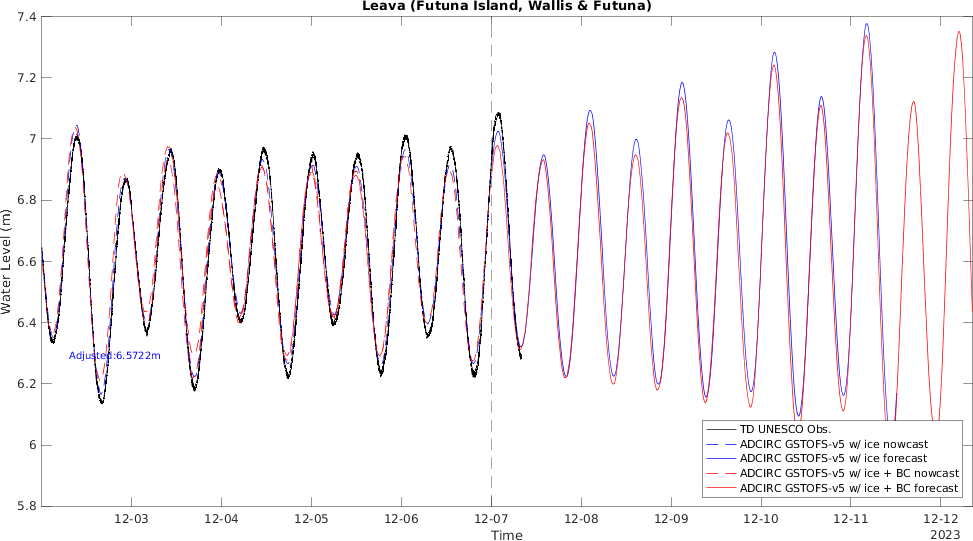 Leava (Futuna Island, Wallis & Futuna)
Water Level (m)
7.4
7.2
7
6.8
6.6
6.4
6.2
6
5.8
Adjusted:6.5722m
TD UNESCO Obs.
ADCIRC GSTOFS-v5 w/ ice nowcast
ADCIRC GSTOFS-v5 w/ ice forecast
ADCIRC GSTOFS-v5 w/ ice + BC nowcast
ADCIRC GSTOFS-v5 w/ ice + BC forecast
12-03 12-04 12-05 12-06 12-07 12-08 12-09 12-10 12-11 12-12
Time
2023